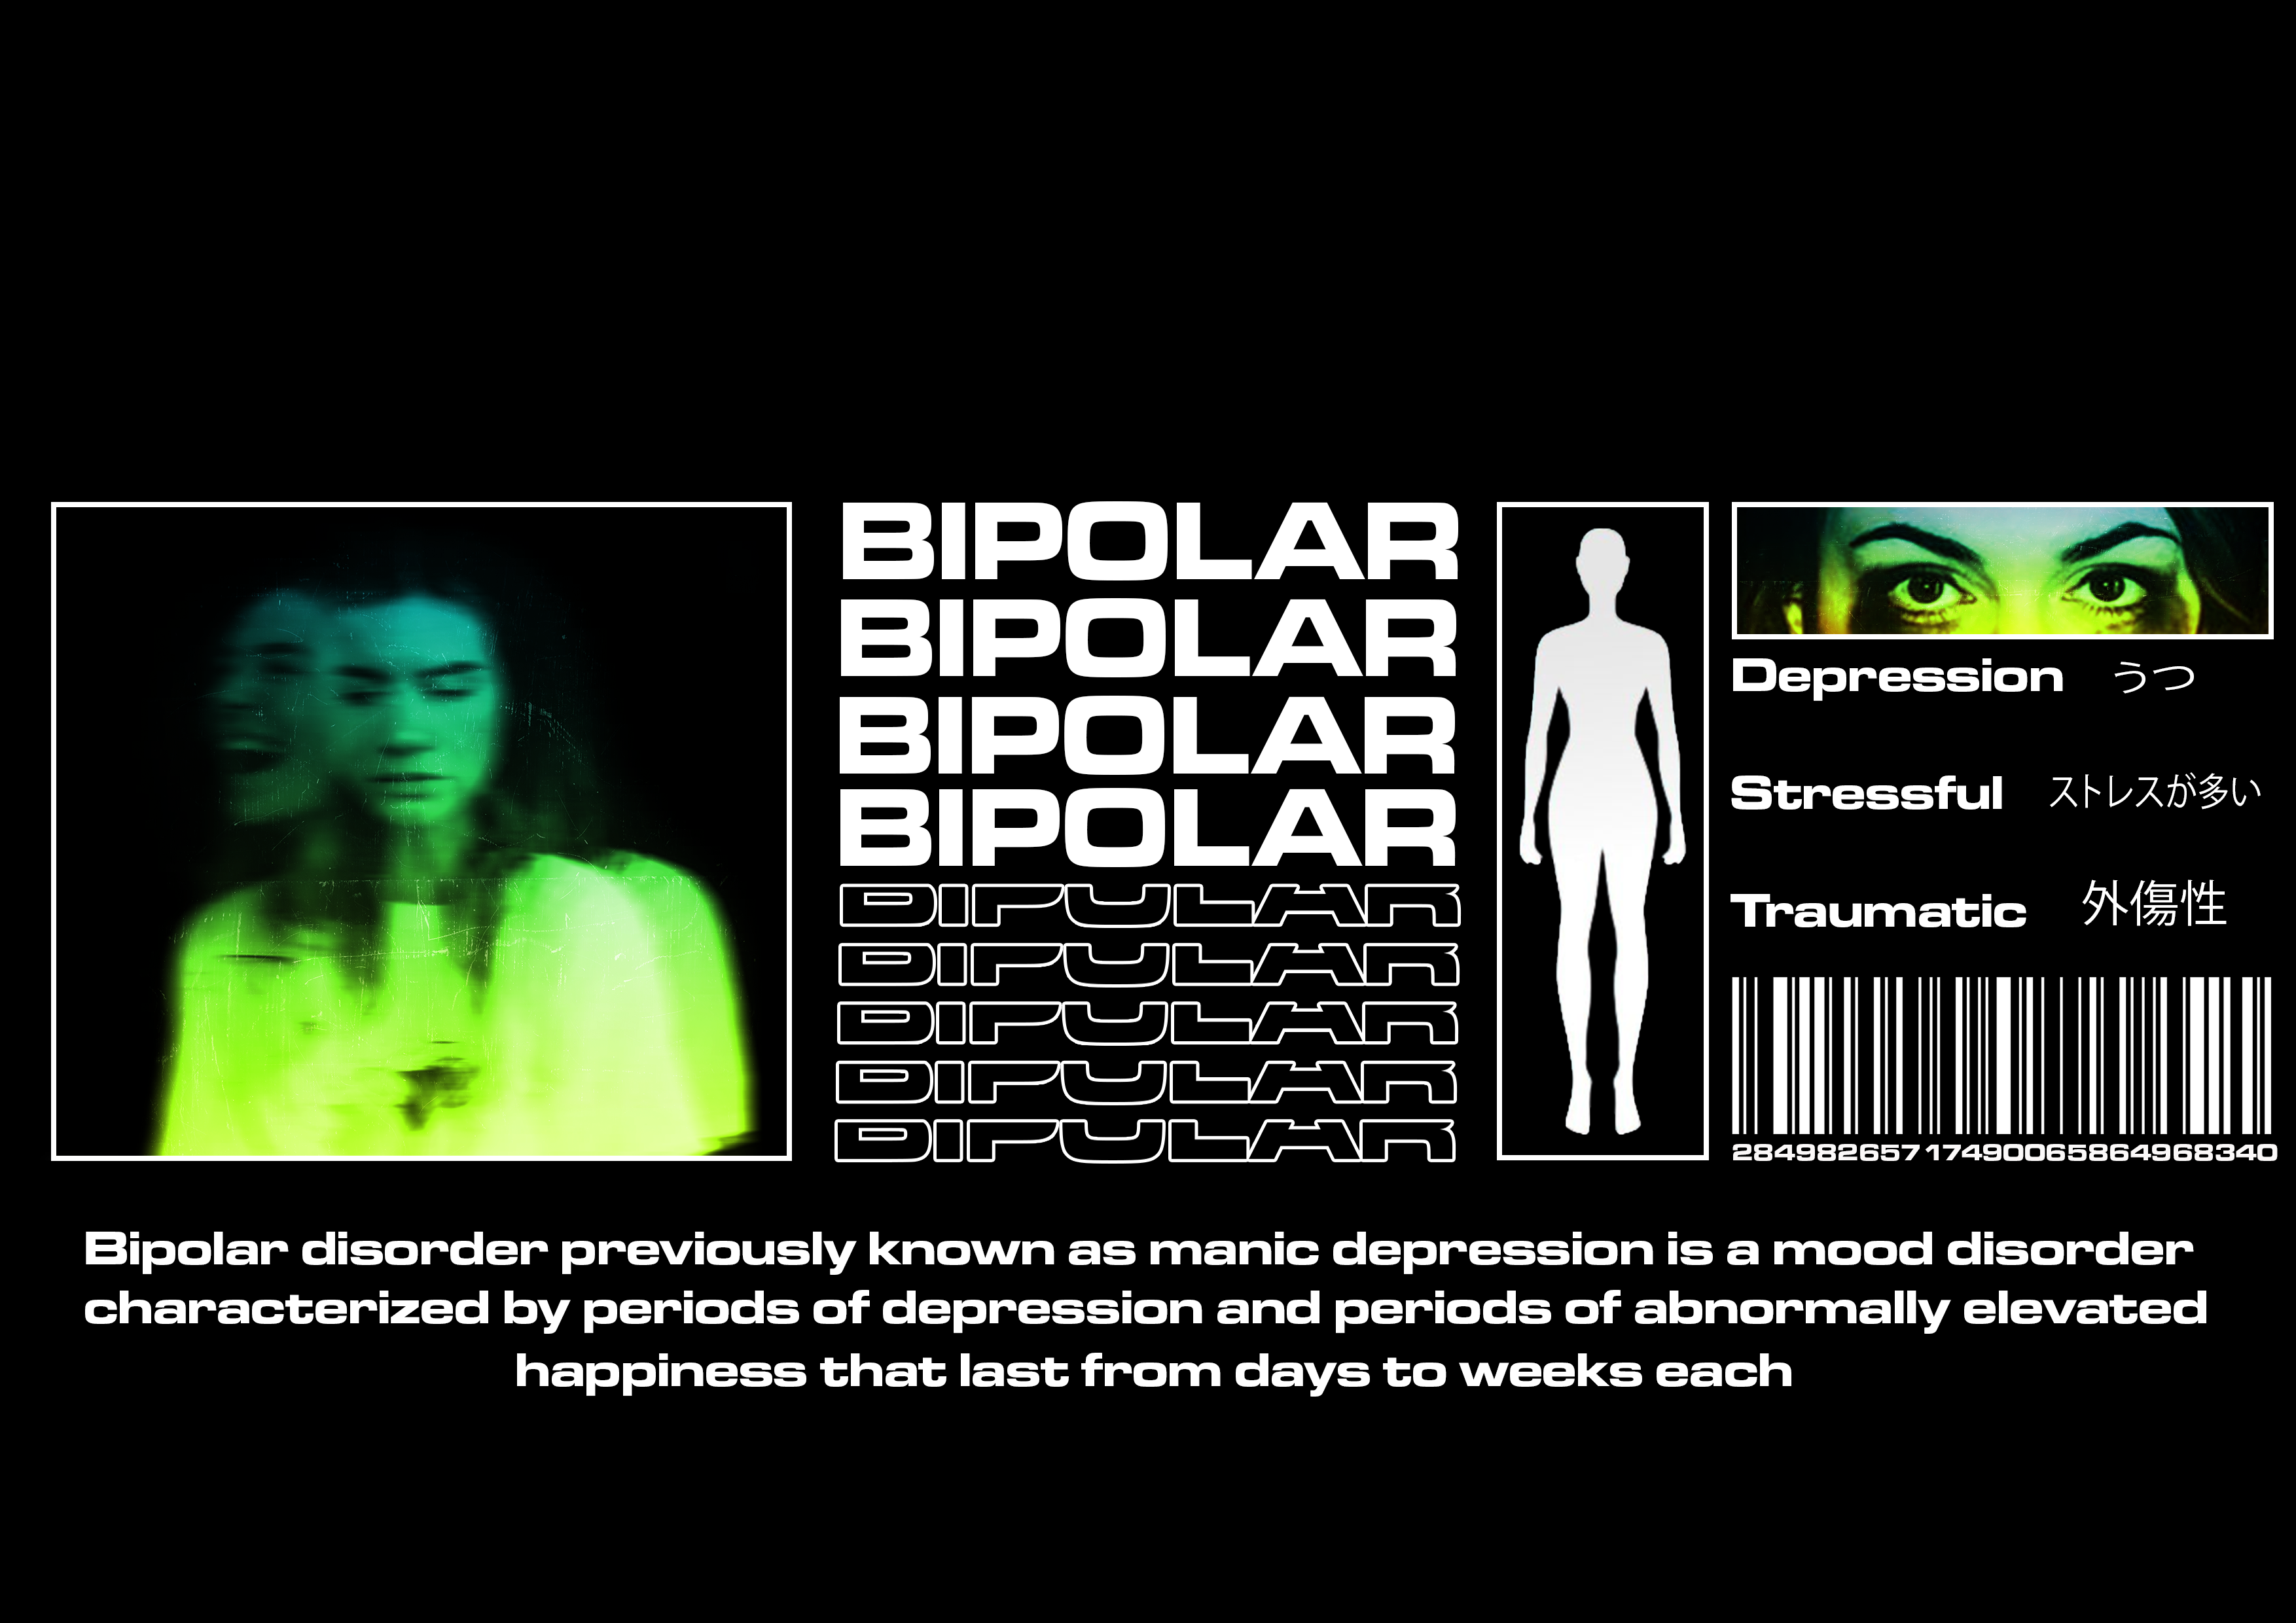 BIPOLAR
BIPOLAR
BIPOLAR
BIPOLAR
BIPOLAR
BIPOLAR
BIPOLAR
BIPOLAR
BIPOLAR
Depression うつ
Stressful ストレスが多い
Traumatic 外傷性
28498265717490065864968340
Bipolar disorder previously known as manic depression is a mood disorder
characterized by periods of depression and periods of abnormally elevated
happiness that last from days to weeks each